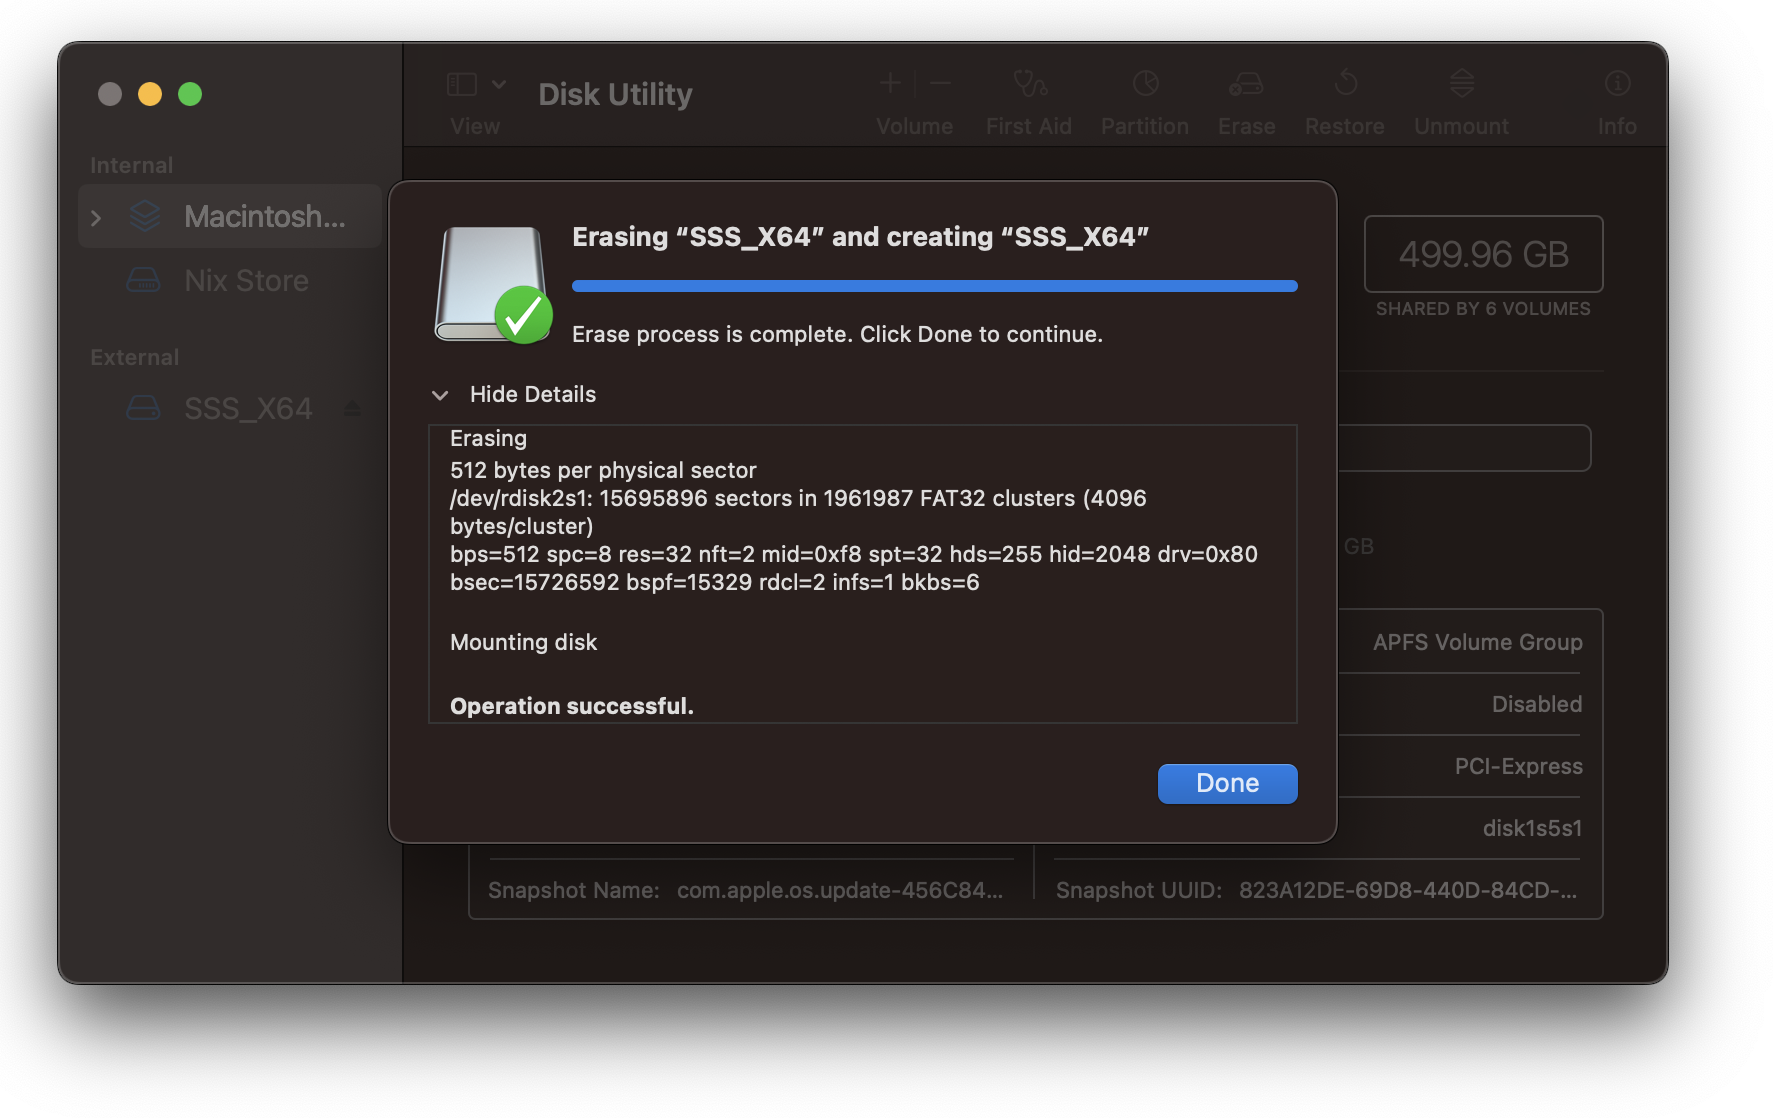 Disk Utility
View
Volume
First Aid
Partition
Erase
Restore
Unmount
Info
Internal
Macintosh...
Nix Store
External
SSS_X64
499.96 GB
SHARED BY 6 VOLUMES
Erasing “SSS_X64” and creating “SSS_X64”
Erase process is complete. Click Done to continue.
Hide Details
Erasing
512 bytes per physical sector
/dev/rdisk2s1: 15695896 sectors in 1961987 FAT32 clusters (4096
bytes/cluster)
bps=512 spc=8 res=32 nft=2 mid=0xf8 spt=32 hds=255 hid=2048 drv=0x80
bsec=15726592 bspf=15329 rdcl=2 infs=1 bkbs=6
Mounting disk
Operation successful.
Done
GB
APFS Volume Group
Disabled
PCI-Express
disk1s5s1
Snapshot Name: com.apple.os.update-456C84...
Snapshot UUID: 823A12DE-69D8-440D-84CD-...